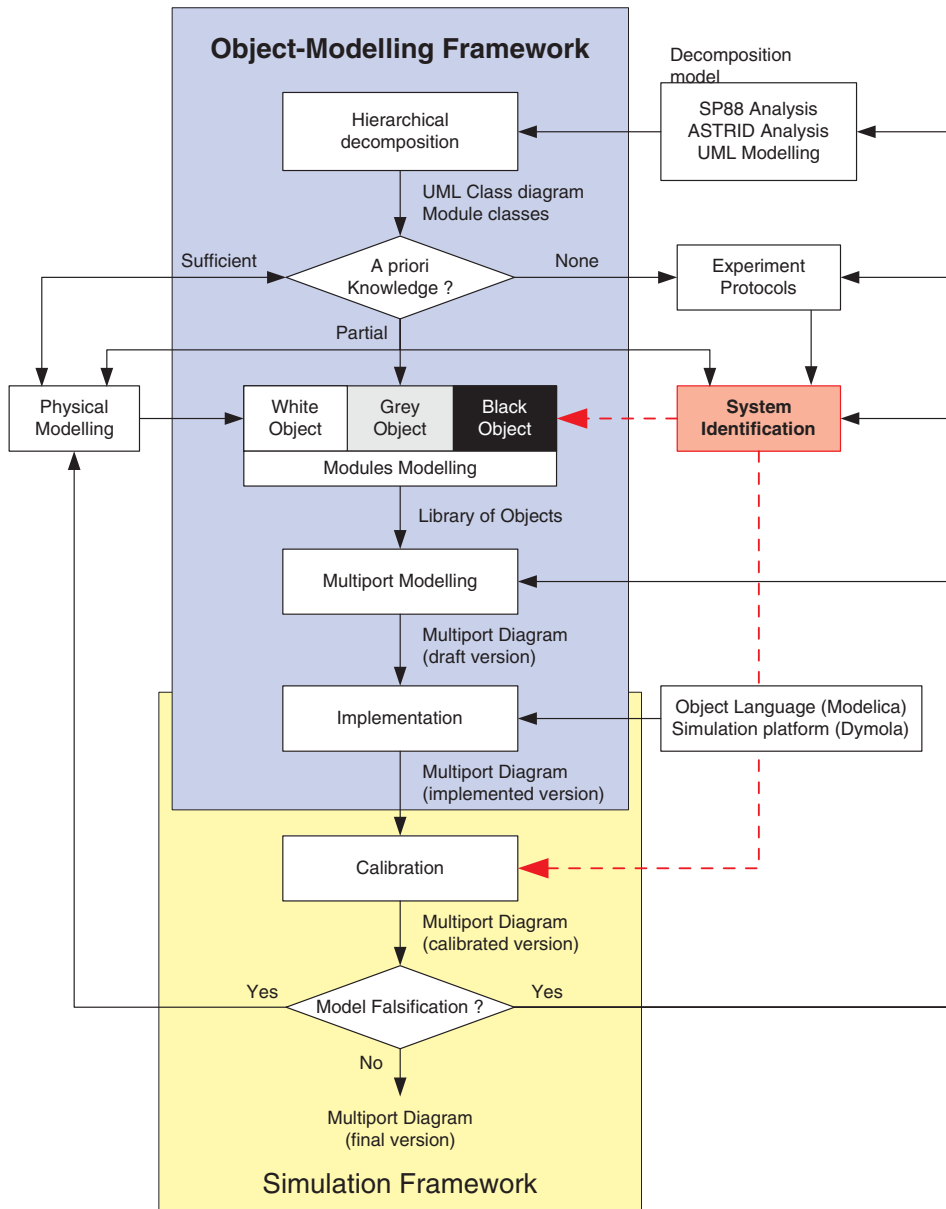 Object-Modelling Framework
Decomposition
model
Hierarchical
decomposition
SP88 Analysis
ASTRID Analysis
UML Modelling
UML Class diagram
Module classes
Sufficient
A priori
Knowledge ?
None
Experiment
Protocols
Partial
Physical
Modelling
White
Object
Grey
Object
Black
Object
Modules Modelling
System
Identification
Library of Objects
Multiport Modelling
Multiport Diagram
(draft version)
Implementation
Object Language (Modelica)
Simulation platform (Dymola)
Multiport Diagram
(implemented version)
Calibration
Multiport Diagram
(calibrated version)
Yes
Model Falsification ?
Yes
No
Multiport Diagram
(final version)
Simulation Framework